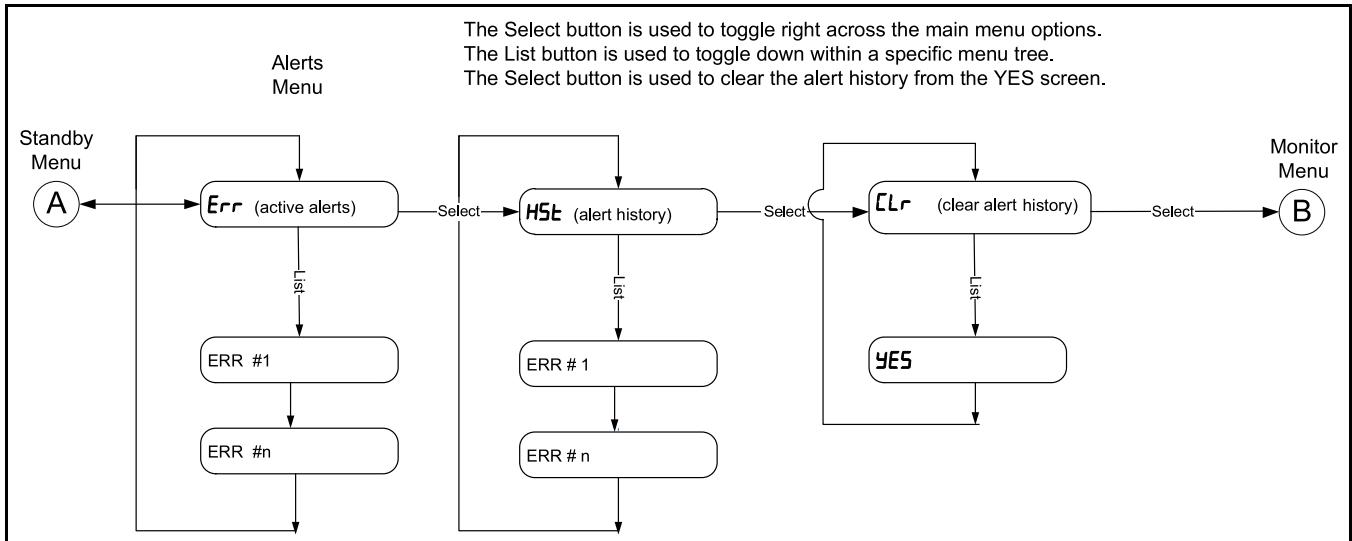 The Select button is used to toggle right across the main menu options.
The List button is used to toggle down within a specific menu tree.
The Select button is used to clear the alert history from the YES screen.
Alerts
Menu
Standby
Menu
A
Err (active alerts)
Select
HSt (alert history)
Select
CLr (clear alert history)
Select
Monitor
Menu
B
List
List
List
ERR #1
ERR # 1
YES
ERR #n
ERR # n